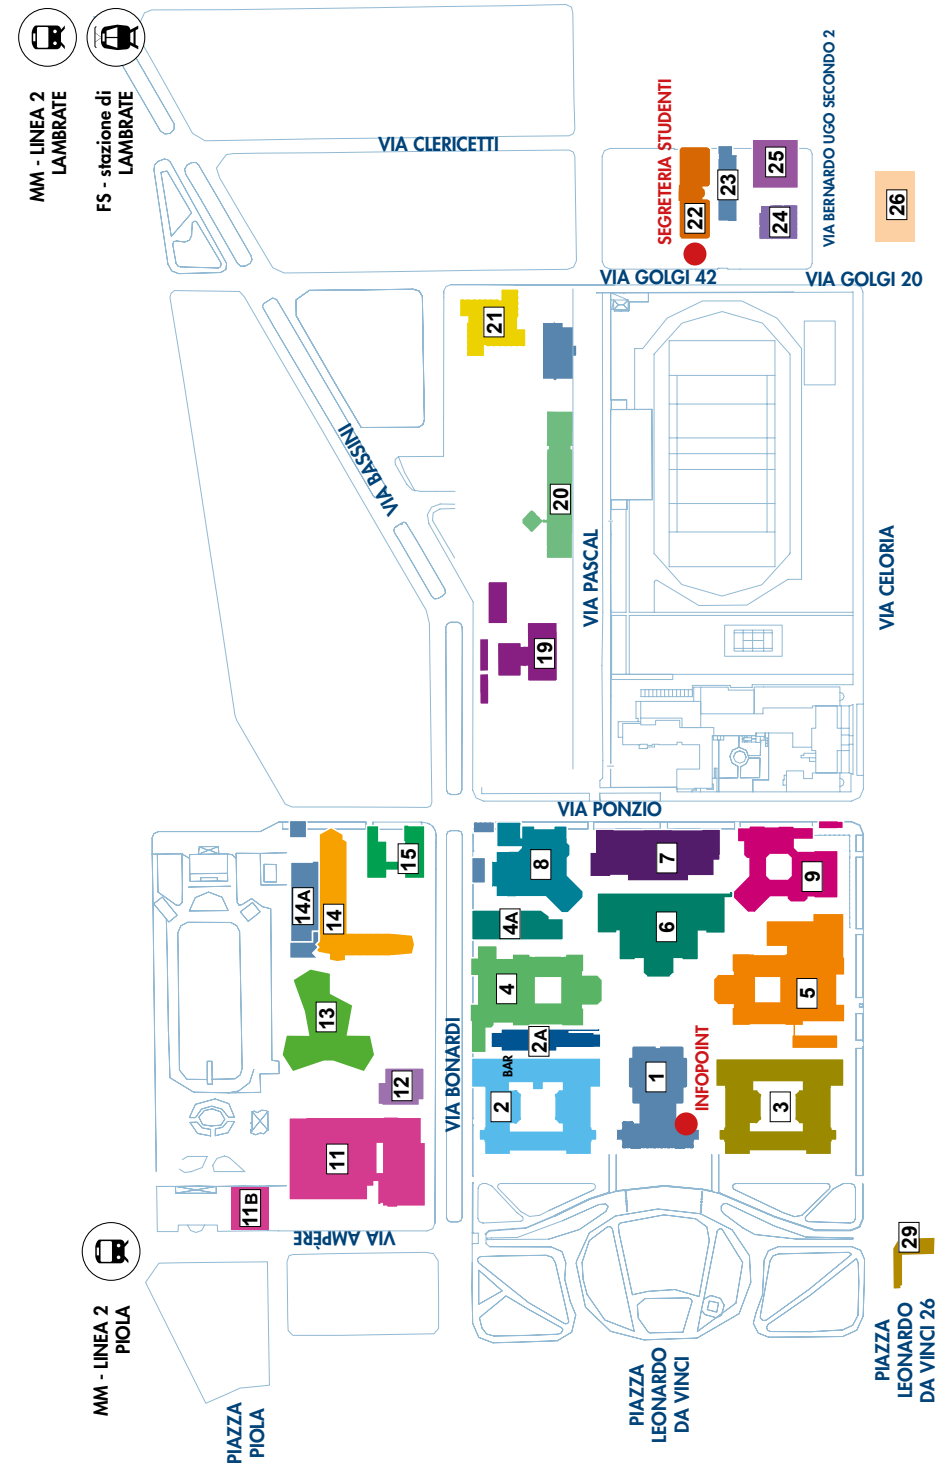 MM - LINEA 2
LAMBRATE
FS - stazione di
LAMBRATE
VIA CLERICETTI
SEGRETERIA STUDENTI
VIA BERNARDO UGO SECONDO 2
22
23
24
25
26
VIA GOLGI 42
VIA GOLGI 20
21
VIA BASSINI
20
VIA PASCAL
VIA CELORIA
19
VIA PONZIO
14A
14
15
8
7
9
4A
6
13
4
5
2A
BAR
12
VIA BONARDI
2
1
INFOPOINT
3
11
11B
VIA AMPÈRE
29
MM - LINEA 2
PIOLA
PIAZZA
PIOLA
PIAZZA
LEONARDO
DA VINCI
PIAZZA
LEONARDO
DA VINCI 26